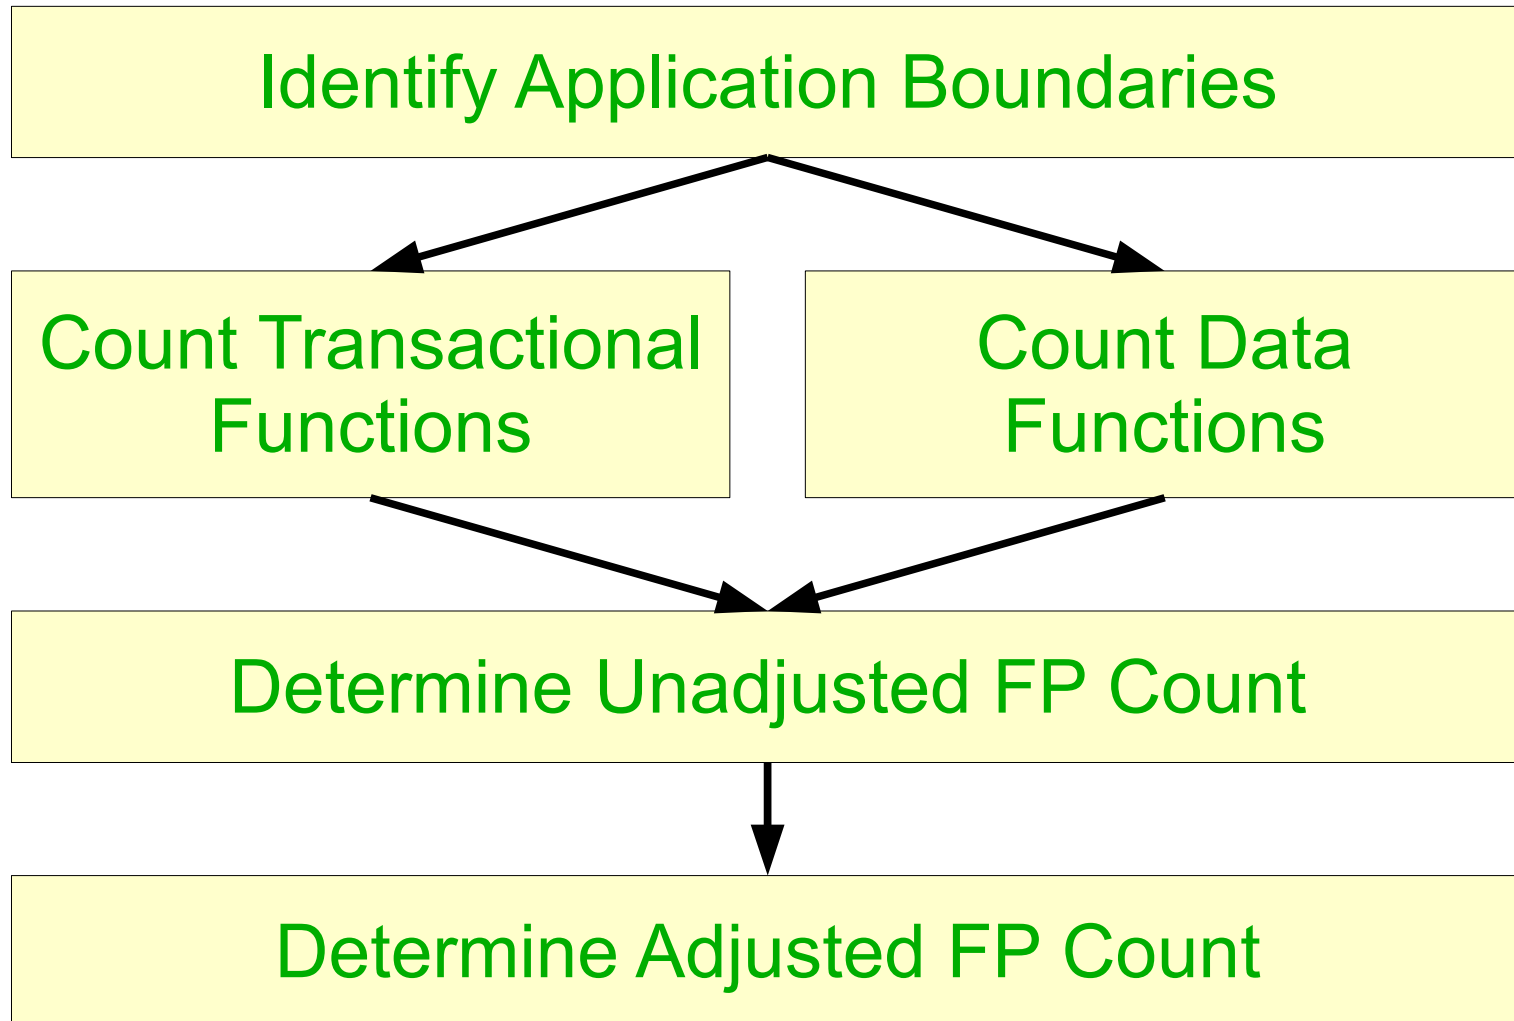 Identify Application Boundaries
Count Transactional
Functions
Count Data
Functions
Determine Unadjusted FP Count
Determine Adjusted FP Count